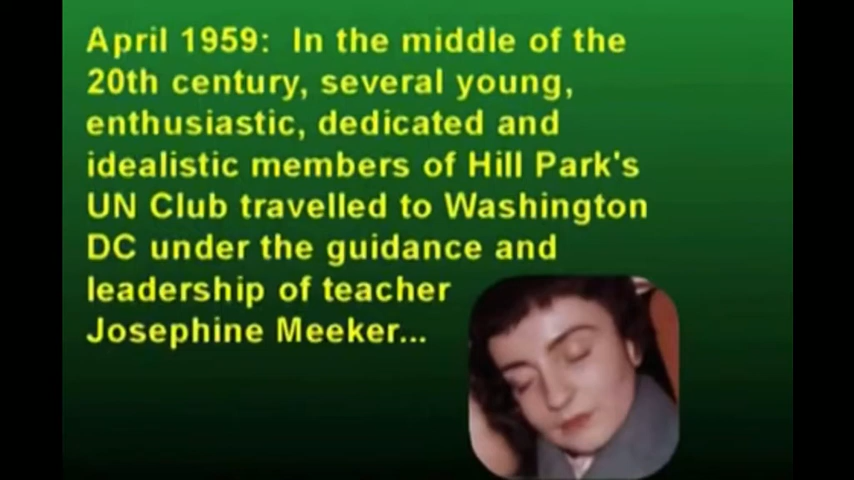 April 1959:  In the middle of the
20th century, several young,
enthusiastic, dedicated and
idealistic members of Hill Park's
UN Club travelled to Washington
DC under the guidance and
leadership of teacher
Josephine Meeker...